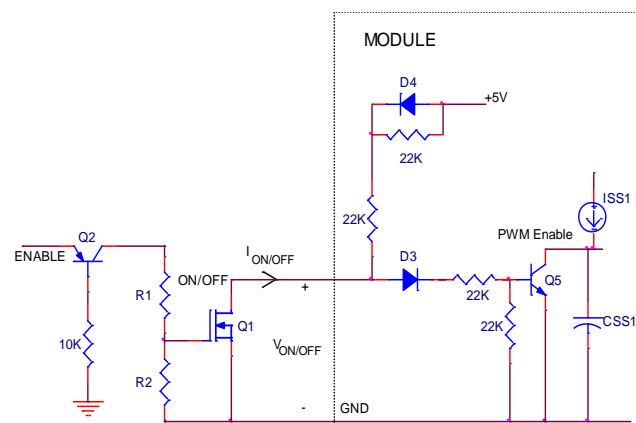 MODULE
D4
+5V
22K
ISS1
22K
Q2
PWM Enable
ENABLE
I ON/OFF
ON/OFF
D3
+
R1
22K
Q5
Q1
22K
CSS1
10K
V ON/OFF
R2
-
GND